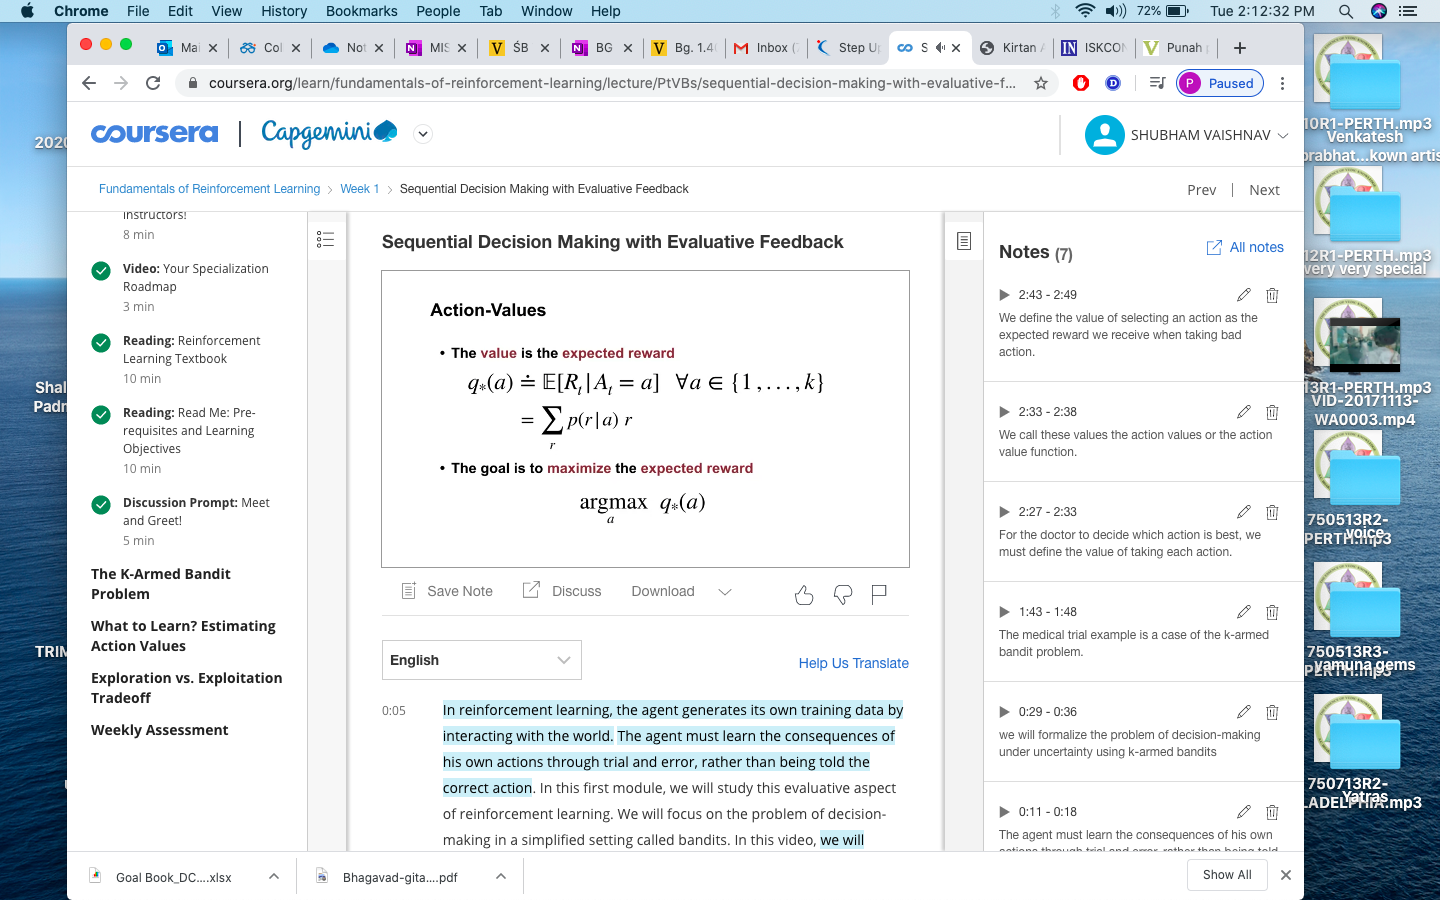 Chrome File Edit View History Bookmarks People Tab Window Help 72% Tue 2:12:32 PM
Mai Col Not MIS ŚB BG Bg. 1.4 Inbox ( Step U S Kirtan ISKCON Punah
coursera.org/learn/fundamentals-of-reinforcement-learning/lecture/PtVBs/sequential-decision-making-with-evaluative-f...
P Paused
coursera | Capgemini
SHUBHAM VAISHNAV
Fundamentals of Reinforcement Learning > Week 1 > Sequential Decision Making with Evaluative Feedback
Prev | Next
instructors!
8 min
Video: Your Specialization
Roadmap
3 min
Reading: Reinforcement
Learning Textbook
10 min
Reading: Read Me: Pre-
requisites and Learning
Objectives
10 min
Discussion Prompt: Meet
and Greet!
5 min
The K-Armed Bandit
Problem
What to Learn? Estimating
Action Values
Exploration vs. Exploitation
Tradeoff
Weekly Assessment
Sequential Decision Making with Evaluative Feedback
Action-Values
• The value is the expected reward
q*(a) ≐ 𝔼[Rₜ|Aₜ = a] ∀a ∈ {1,...,k}
= ∑ p(r|a) r
r
• The goal is to maximize the expected reward
argmax q*(a)
a
Save Note Discuss Download
English
Help Us Translate
0:05 In reinforcement learning, the agent generates its own training data by
interacting with the world. The agent must learn the consequences of
his own actions through trial and error, rather than being told the
correct action. In this first module, we will study this evaluative aspect
of reinforcement learning. We will focus on the problem of decision-
making in a simplified setting called bandits. In this video, we will
Notes (7)
All notes
2:43 - 2:49
We define the value of selecting an action as the
expected reward we receive when taking bad
action.
2:33 - 2:38
We call these values the action values or the action
value function.
2:27 - 2:33
For the doctor to decide which action is best, we
must define the value of taking each action.
1:43 - 1:48
The medical trial example is a case of the k-armed
bandit problem.
0:29 - 0:36
we will formalize the problem of decision-making
under uncertainty using k-armed bandits
0:11 - 0:18
The agent must learn the consequences of his own
actions through trial and error, rather than being told
Goal Book_DC....xlsx
Bhagavad-gita....pdf
Show All
2020
Shal
Padm
TRIM
10R1-PERTH.mp3
Venkatesh
prabhat...kown artis
12R1-PERTH.mp3
very very special
13R1-PERTH.mp3
VID-20171113-
WA0003.mp4
750513R2-
PERTH.mp3
voice
750513R3-
PERTH.mp3
yamuna gems
750713R2-
LADELPHIA.mp3
Yatras